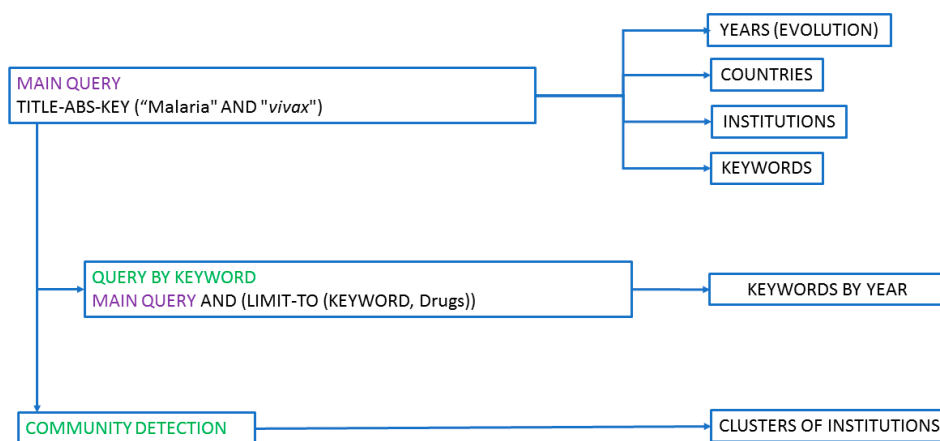 YEARS (EVOLUTION)
MAIN QUERY
TITLE-ABS-KEY (“Malaria" AND "vivax")
COUNTRIES
INSTITUTIONS
KEYWORDS
QUERY BY KEYWORD
MAIN QUERY AND (LIMIT-TO (KEYWORD, Drugs))
KEYWORDS BY YEAR
COMMUNITY DETECTION
CLUSTERS OF INSTITUTIONS